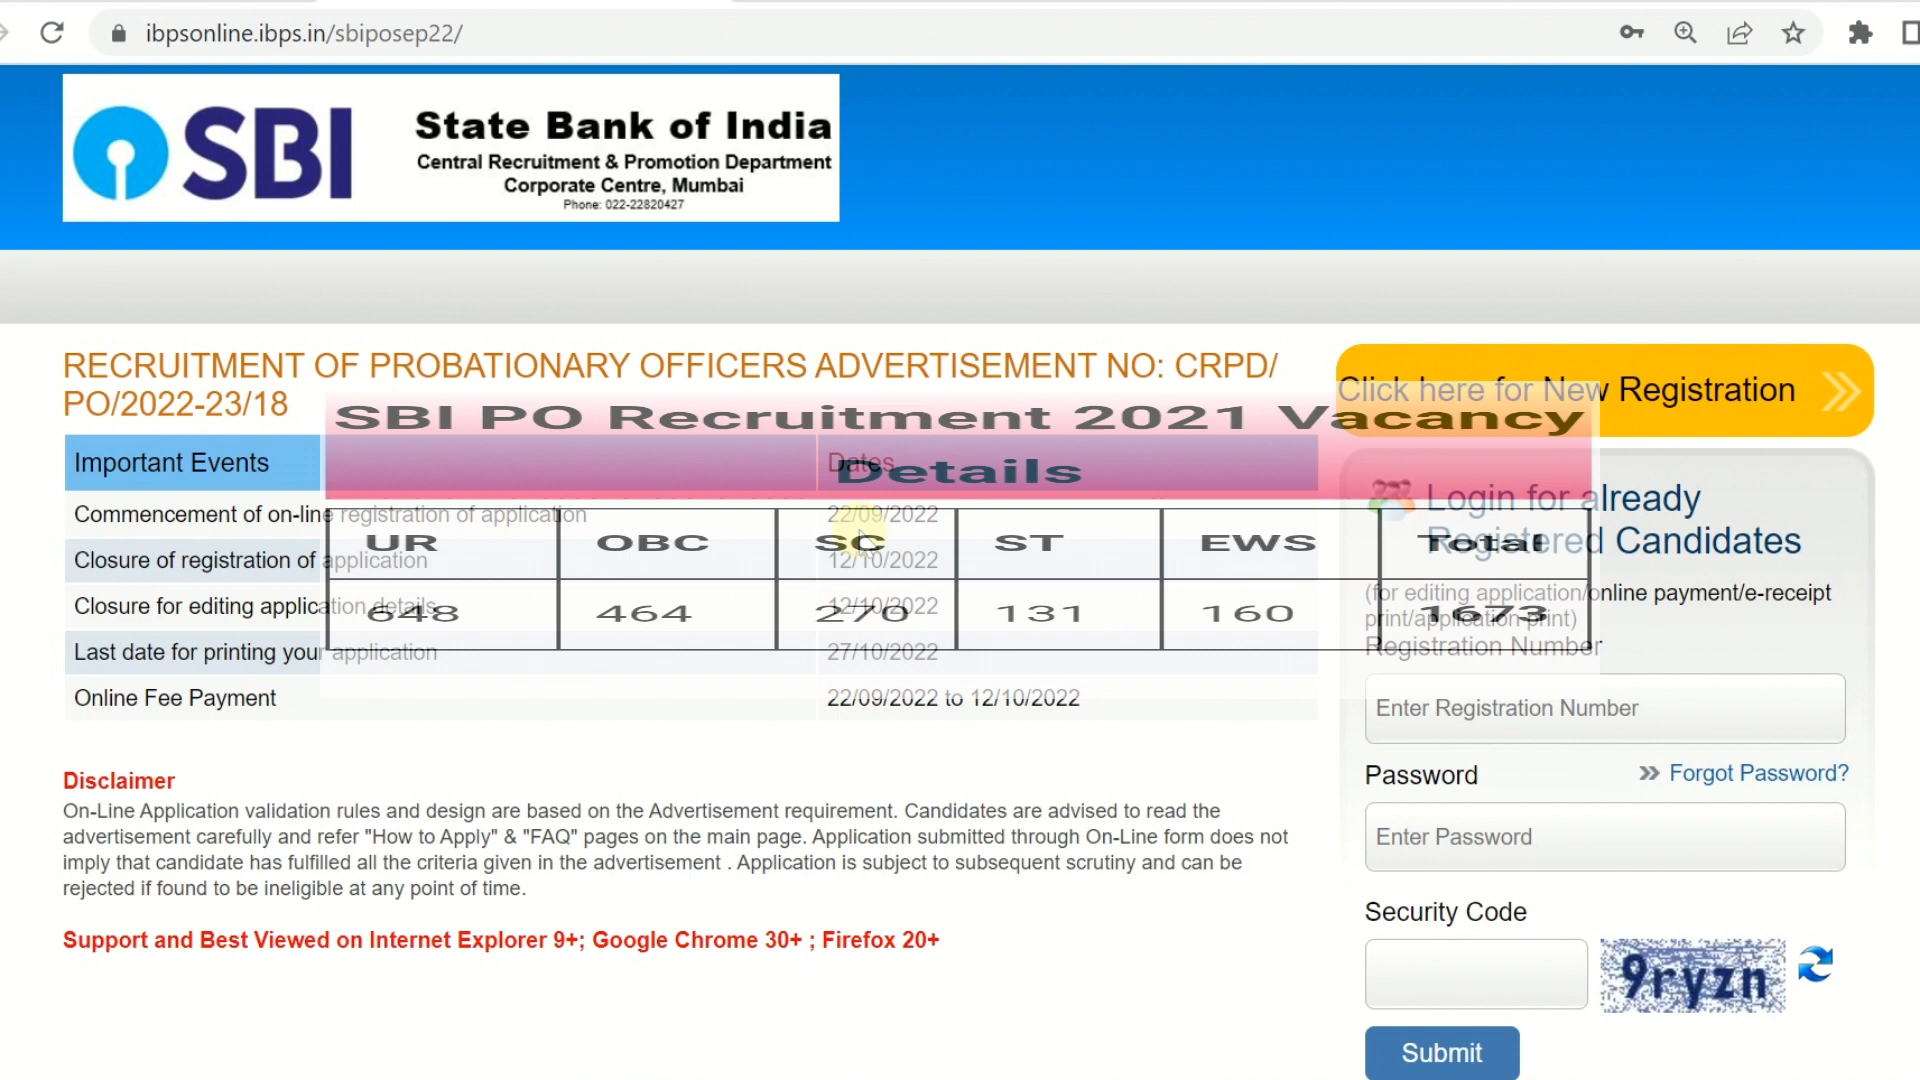 ibpsonline.ibps.in/sbiposep22/
SBI
State Bank of India
Central Recruitment & Promotion Department
Corporate Centre, Mumbai
Phone: 022-22820427
RECRUITMENT OF PROBATIONARY OFFICERS ADVERTISEMENT NO: CRPD/
PO/2022-23/18
Important Events Dates
Commencement of on-line registration of application 22/09/2022
Closure of registration of application 12/10/2022
Closure for editing application details 12/10/2022
Last date for printing your application 27/10/2022
Online Fee Payment 22/09/2022 to 12/10/2022
SBI PO Recruitment 2021 Vacancy
Details
UR OBC SC ST EWS Total
648 464 270 131 160 1673
Disclaimer
On-Line Application validation rules and design are based on the Advertisement requirement. Candidates are advised to read the
advertisement carefully and refer "How to Apply" & "FAQ" pages on the main page. Application submitted through On-Line form does not
imply that candidate has fulfilled all the criteria given in the advertisement . Application is subject to subsequent scrutiny and can be
rejected if found to be ineligible at any point of time.
Support and Best Viewed on Internet Explorer 9+; Google Chrome 30+ ; Firefox 20+
Click here for New Registration
Login for already
Registered Candidates
(for editing application/online payment/e-receipt
print/application print)
Registration Number
Enter Registration Number
Password
Forgot Password?
Enter Password
Security Code
9ryzn
Submit